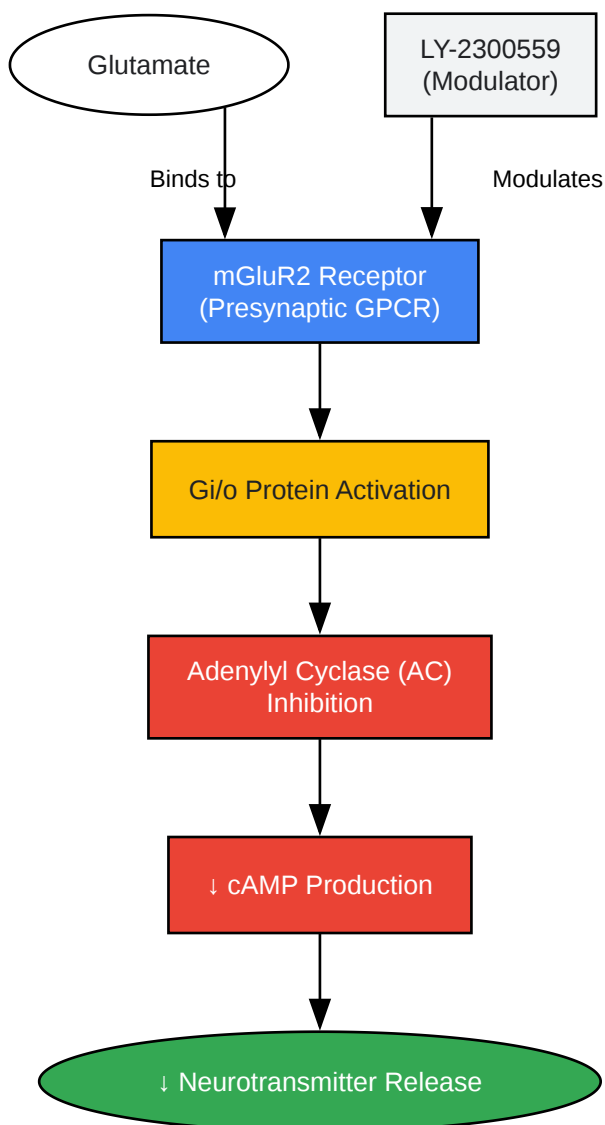 Glutamate
LY-2300559
(Modulator)
Binds to
Modulates
mGluR2 Receptor
(Presynaptic GPCR)
Gi/o Protein Activation
Adenylyl Cyclase (AC)
Inhibition
↓ cAMP Production
↓ Neurotransmitter Release